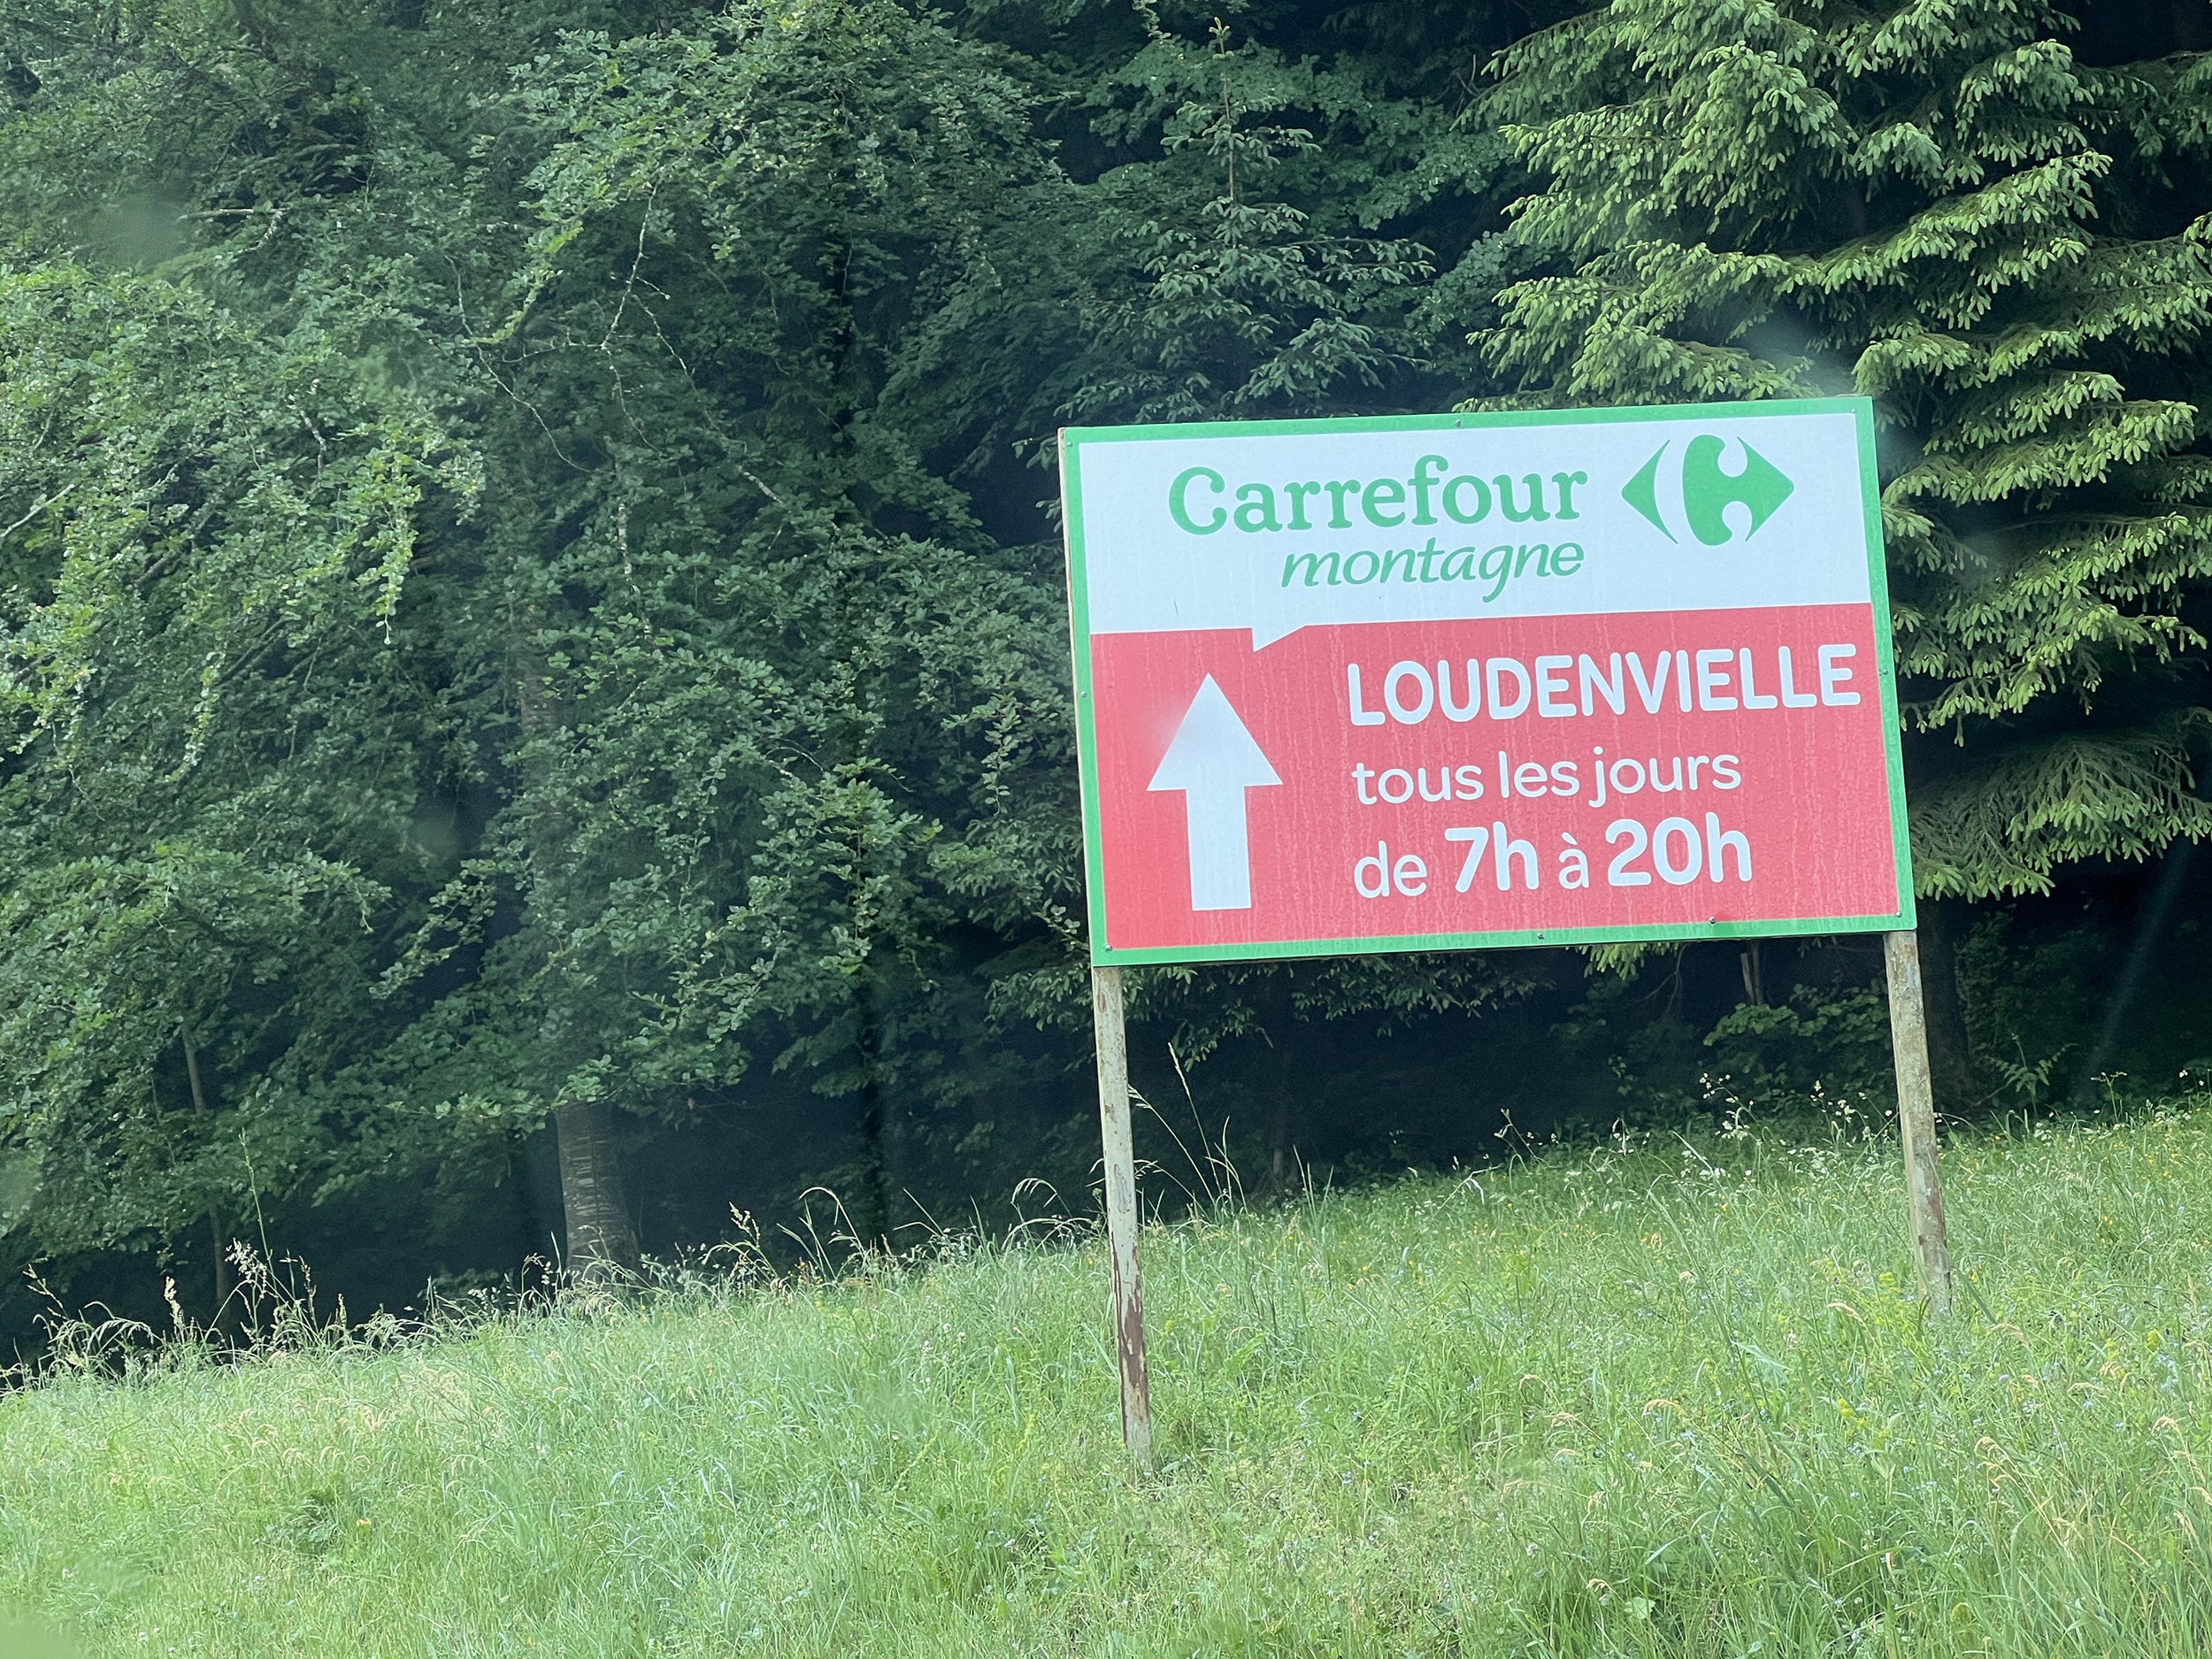 Carrefour
montagne
LOUDENVIELLE
tous les jours
de 7h à 20h